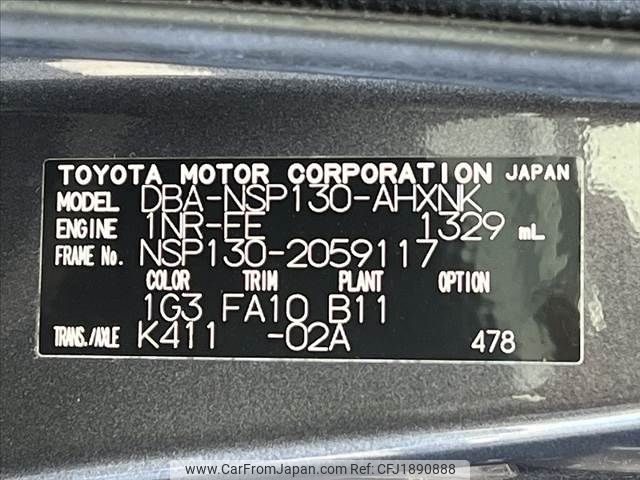 TOYOTA MOTOR CORPORATION JAPAN
MODEL DBA-NSP130-AHXNK
ENGINE 1NR-EE 1329 mL
FRAME No. NSP130-2059117
COLOR TRIM PLANT OPTION
1G3 FA10 B11
TRANS./AXLE K411 -02A 478
www.CarFromJapan.com Ref: CFJ1890888